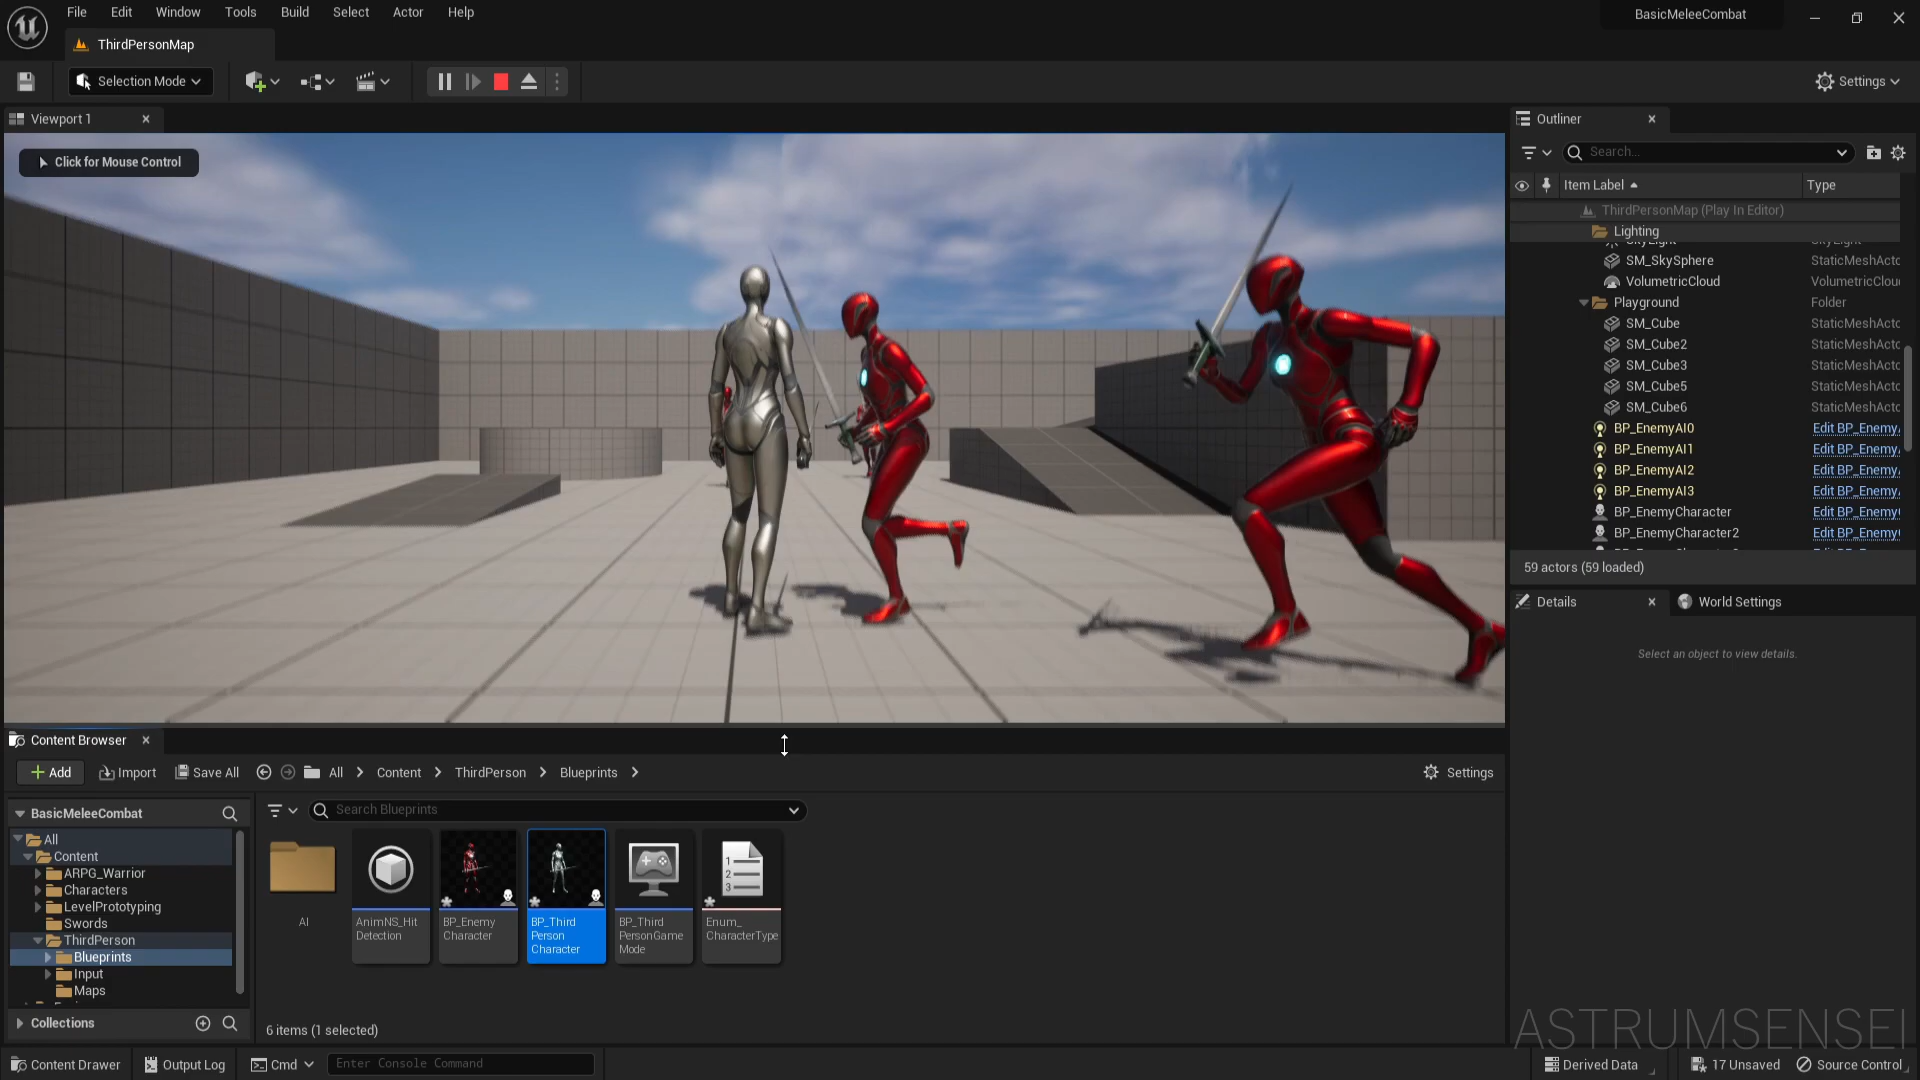 File Edit Window Tools Build Select Actor Help
BasicMeleeCombat
ThirdPersonMap
Selection Mode
Settings
Viewport 1
Click for Mouse Control
Outliner
Search...
Item Label Type
ThirdPersonMap (Play In Editor)
Lighting
SkyLight SkyLight
SM_SkySphere StaticMeshActo
VolumetricCloud VolumetricClou
Playground Folder
SM_Cube StaticMeshActo
SM_Cube2 StaticMeshActo
SM_Cube3 StaticMeshActo
SM_Cube5 StaticMeshActo
SM_Cube6 StaticMeshActo
BP_EnemyAI0 Edit BP_Enemy
BP_EnemyAI1 Edit BP_Enemy
BP_EnemyAI2 Edit BP_Enemy
BP_EnemyAI3 Edit BP_Enemy
BP_EnemyCharacter Edit BP_Enemy
BP_EnemyCharacter2 Edit BP_Enemy
59 actors (59 loaded)
Details
World Settings
Select an object to view details.
Content Browser
Add Import Save All All Content ThirdPerson Blueprints Settings
BasicMeleeCombat
Search Blueprints
All
Content
ARPG_Warrior
Characters
LevelPrototyping
Swords
ThirdPerson
Blueprints
Input
Maps
Collections
AI
AnimNS_Hit
Detection
BP_Enemy
Character
BP_Third
Person
Character
BP_Third
PersonGame
Mode
Enum_
CharacterType
1
2
3
6 items (1 selected)
ASTRUMSENSEI
Content Drawer Output Log Cmd Enter Console Command
Derived Data 17 Unsaved Source Control